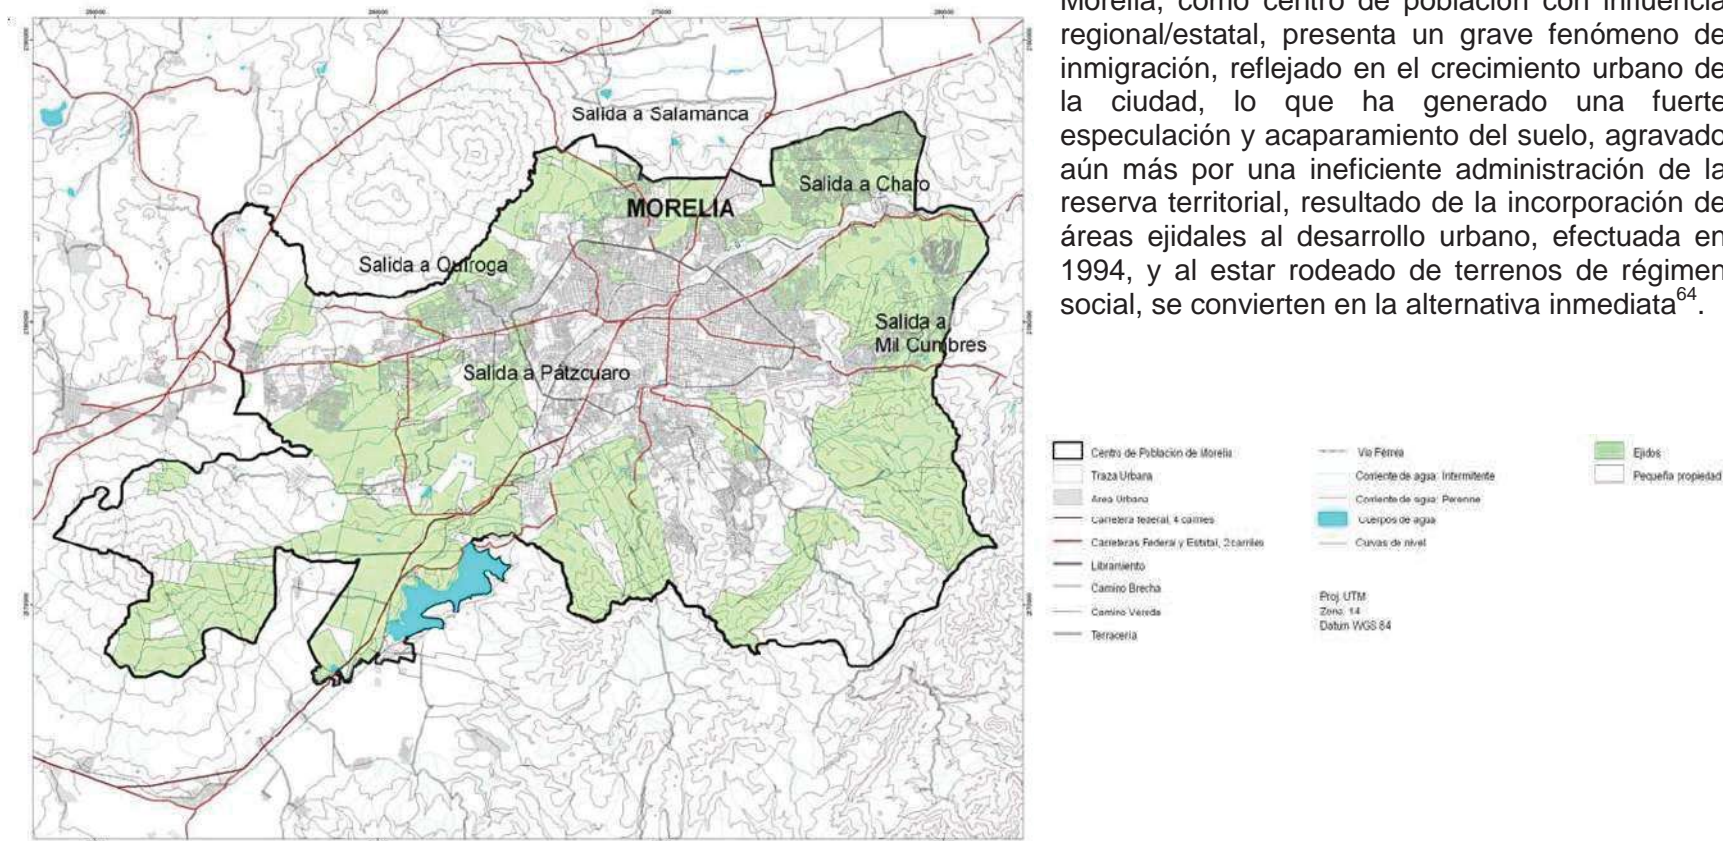 Morelia, como centro de población con influencia
regional/estatal, presenta un grave fenómeno de
inmigración, reflejado en el crecimiento urbano de
la ciudad, lo que ha generado una fuerte
especulación y acaparamiento del suelo, agravado
aún más por una ineficiente administración de la
reserva territorial, resultado de la incorporación de
áreas ejidales al desarrollo urbano, efectuada en
1994, y al estar rodeado de terrenos de régimen
social, se convierten en la alternativa inmediata64.
Salida a Salamanca
Salida a Charo
MORELIA
Salida a Quiroga
Salida a
Mil Cumbres
Salida a Pátzcuaro
Centro de Poblacion de Morelia
Traza Urbana
Area Urbana
Carretera federal, 4 carriles
Carreteras Federal y Estatal, 2 carriles
Libramiento
Camino Brecha
Camino Vereda
Terraceria
Via Férrea
Corriente de agua: Intermitente
Corriente de agua: Perenne
Cuerpos de agua
Curvas de nivel
Proj. UTM
Zona: 14
Datum WGS 84
Ejidos
Pequeña propiedad